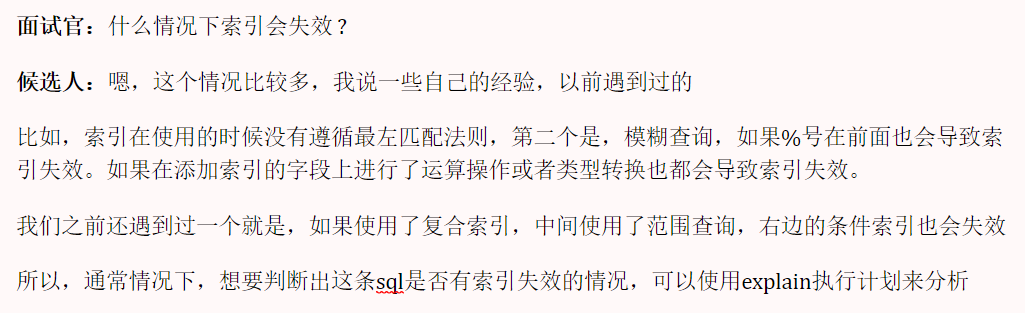 面试官：什么情况下索引会失效 ?
候选人：嗯，这个情况比较多，我说一些自己的经验，以前遇到过的
比如，索引在使用的时候没有遵循最左匹配法则，第二个是，模糊查询，如果%号在前面也会导致索
引失效。如果在添加索引的字段上进行了运算操作或者类型转换也都会导致索引失效。
我们之前还遇到过一个就是，如果使用了复合索引，中间使用了范围查询，右边的条件索引也会失效
所以，通常情况下，想要判断出这条sql是否有索引失效的情况，可以使用explain执行计划来分析